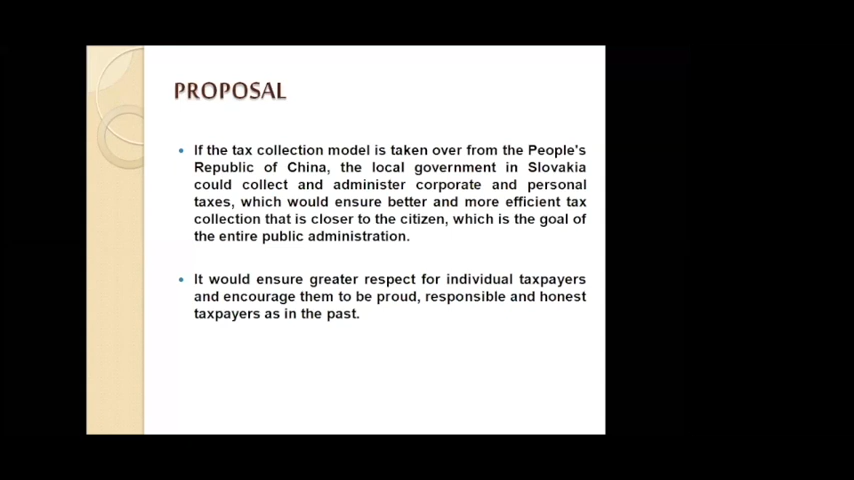 PROPOSAL
• If the tax collection model is taken over from the People's
Republic of China, the local government in Slovakia
could collect and administer corporate and personal
taxes, which would ensure better and more efficient tax
collection that is closer to the citizen, which is the goal of
the entire public administration.
• It would ensure greater respect for individual taxpayers
and encourage them to be proud, responsible and honest
taxpayers as in the past.